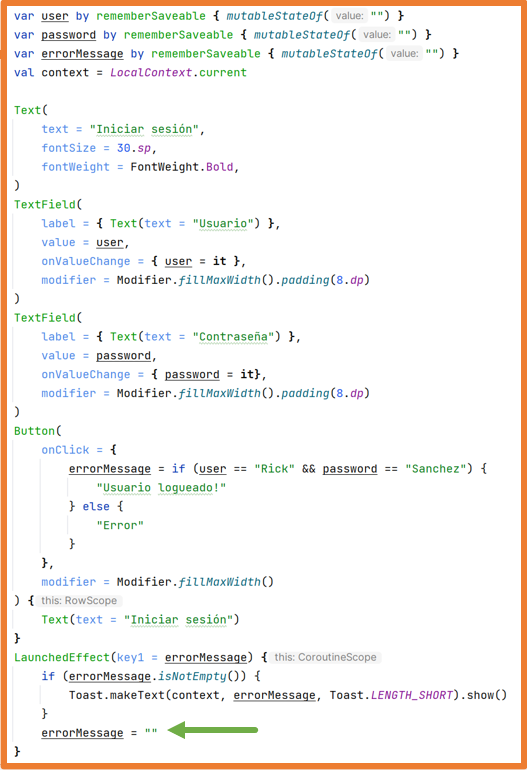 var user by rememberSaveable { mutableStateOf( value: "") }
var password by rememberSaveable { mutableStateOf( value: "") }
var errorMessage by rememberSaveable { mutableStateOf( value: "") }
val context = LocalContext.current
Text(
text = "Iniciar sesión",
fontSize = 30.sp,
fontWeight = FontWeight.Bold,
)
TextField(
label = { Text(text = "Usuario") },
value = user,
onValueChange = { user = it },
modifier = Modifier.fillMaxWidth().padding(8.dp)
)
TextField(
label = { Text(text = "Contraseña") },
value = password,
onValueChange = { password = it},
modifier = Modifier.fillMaxWidth().padding(8.dp)
)
Button(
onClick = {
errorMessage = if (user == "Rick" && password == "Sanchez") {
"Usuario logueado!"
} else {
"Error"
}
},
modifier = Modifier.fillMaxWidth()
) { this: RowScope
Text(text = "Iniciar sesión")
}
LaunchedEffect(key1 = errorMessage) { this: CoroutineScope
if (errorMessage.isNotEmpty()) {
Toast.makeText(context, errorMessage, Toast.LENGTH_SHORT).show()
}
errorMessage = ""
}